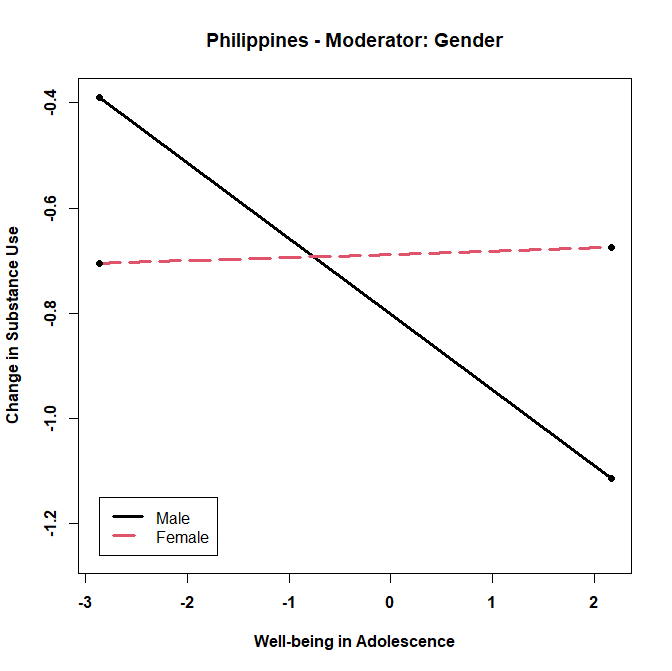 Philippines - Moderator: Gender
Change in Substance Use
-0.4
-0.6
-0.8
-1.0
-1.2
Male
Female
-3
-2
-1
0
1
2
Well-being in Adolescence